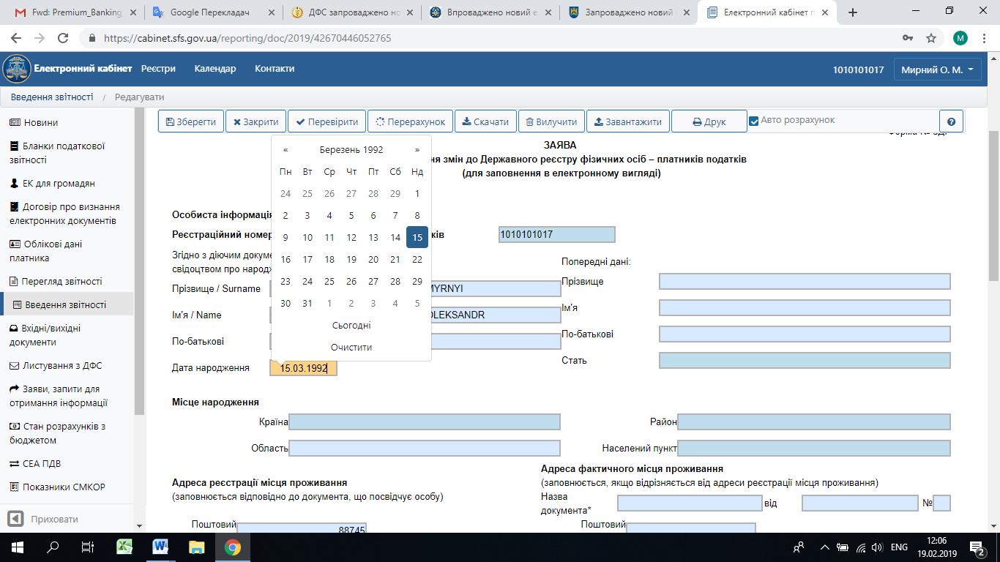 Fwd: Premium_Banking
Google Перекладач
ДФС запроваджено но
Впроваджено новий е
Запроваджено новий
Електронний кабінет п
https://cabinet.sfs.gov.ua/reporting/doc/2019/42670446052765
M
Електронний кабінет Реєстри Календар Контакти 1010101017 Мирний О. М.
Введення звітності / Редагувати
Новини
Бланки податкової
звітності
ЕК для громадян
Договір про визнання
електронних документів
Облікові дані
платника
Перегляд звітності
Введення звітності
Вхідні/вихідні
документи
Листування з ДФС
Заяви, запити для
отримання інформації
Стан розрахунків з
бюджетом
СЕА ПДВ
Показники СМКОР
Приховати
Зберегти Закрити Перевірити Перерахунок Скачати Вилучити Завантажити Друк Авто розрахунок ?
ЗАЯВА
ня змін до Державного реєстру фізичних осіб – платників податків
(для заповнення в електронному вигляді)
« Березень 1992 »
Пн Вт Ср Чт Пт Сб Нд
24 25 26 27 28 29 1
2 3 4 5 6 7 8
9 10 11 12 13 14 15
16 17 18 19 20 21 22
23 24 25 26 27 28 29
30 31 1 2 3 4 5
Сьогодні
Очистити
Особиста інформація
Реєстраційний номер ків 1010101017
Згідно з діючим докуме
свідоцтвом про народж
Попередні дані:
Прізвище / Surname MYRNYI Прізвище
Ім'я / Name OLEKSANDR Ім'я
По-батькові По-батькові
Дата народження 15.03.1992 Стать
Місце народження
Країна Район
Область Населений пункт
Адреса реєстрації місця проживання
(заповнюється відповідно до документа, що посвідчує особу)
Адреса фактичного місця проживання
(заповнюється, якщо відрізняється від адреси реєстрації місця проживання)
Назва
документа* від №
Поштовий 88745 Поштовий
ENG 12:06
19.02.2019
2